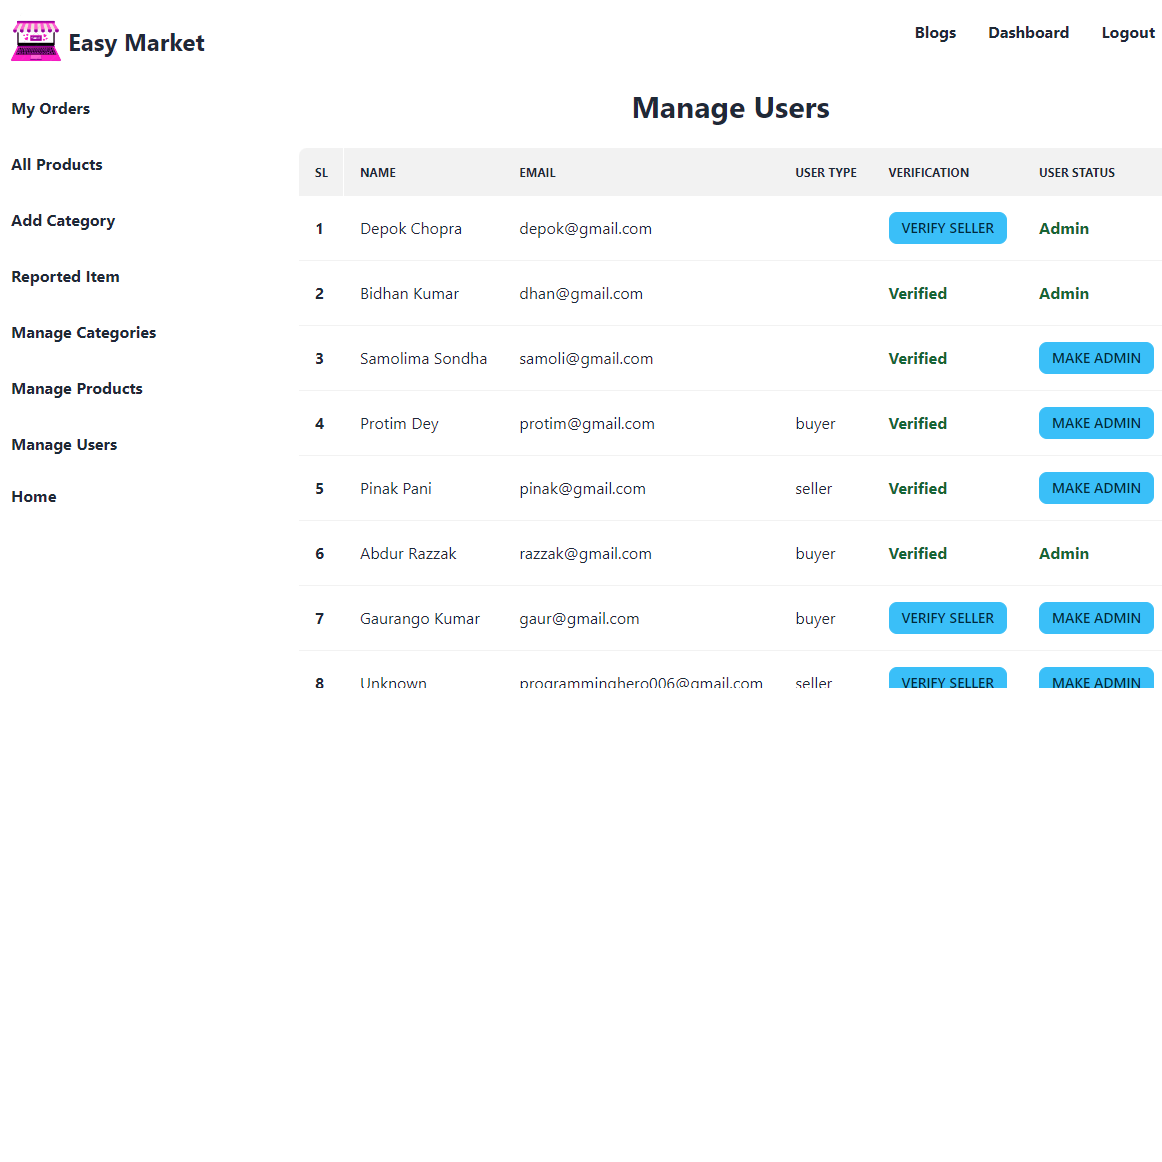 Easy Market
Blogs Dashboard Logout
My Orders
All Products
Add Category
Reported Item
Manage Categories
Manage Products
Manage Users
Home
Manage Users
SL NAME EMAIL USER TYPE VERIFICATION USER STATUS
1 Depok Chopra depok@gmail.com VERIFY SELLER Admin
2 Bidhan Kumar dhan@gmail.com Verified Admin
3 Samolima Sondha samoli@gmail.com Verified MAKE ADMIN
4 Protim Dey protim@gmail.com buyer Verified MAKE ADMIN
5 Pinak Pani pinak@gmail.com seller Verified MAKE ADMIN
6 Abdur Razzak razzak@gmail.com buyer Verified Admin
7 Gaurango Kumar gaur@gmail.com buyer VERIFY SELLER MAKE ADMIN
8 Unknown programminghero006@gmail.com seller VERIFY SELLER MAKE ADMIN